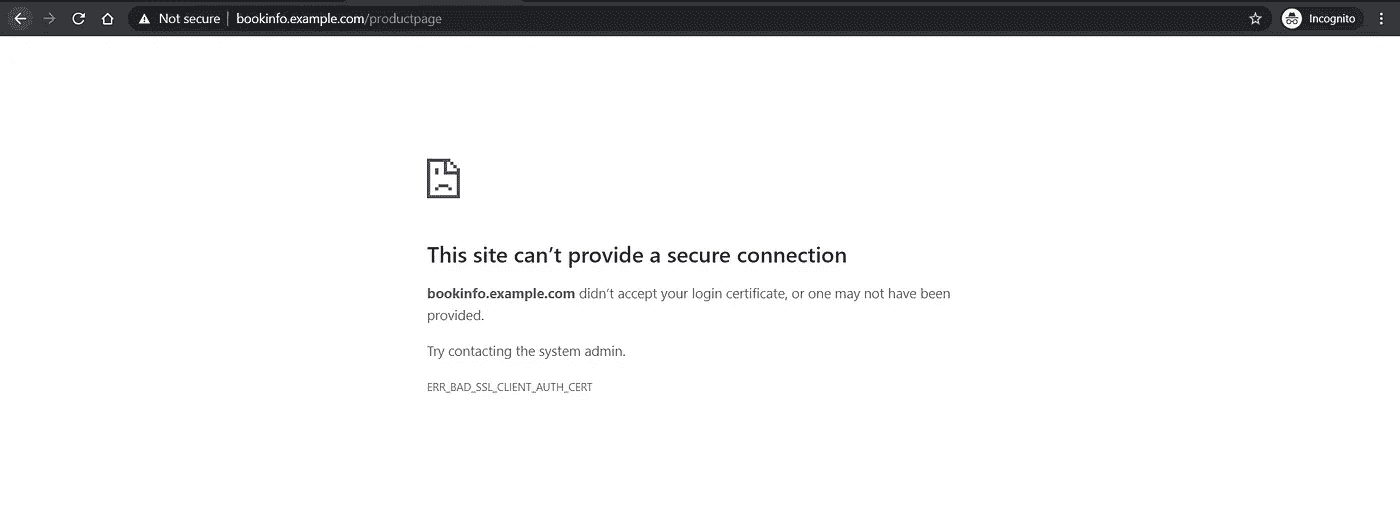 Not secure | bookinfo.example.com/productpage Incognito
This site can’t provide a secure connection
bookinfo.example.com didn’t accept your login certificate, or one may not have been
provided.
Try contacting the system admin.
ERR_BAD_SSL_CLIENT_AUTH_CERT